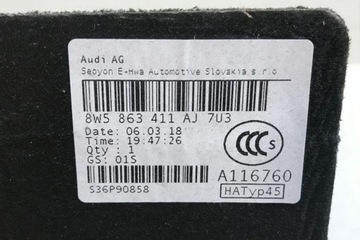 Audi AG
Seoyon E-Hwa Automotive Slovakia s.r.o
8W5 863 411 AJ 7U3
Date: 06.03.18
Time: 19:47:26
Qty : 1
GS: 01S
CCC S
A116760
S36P90858
HATyp45